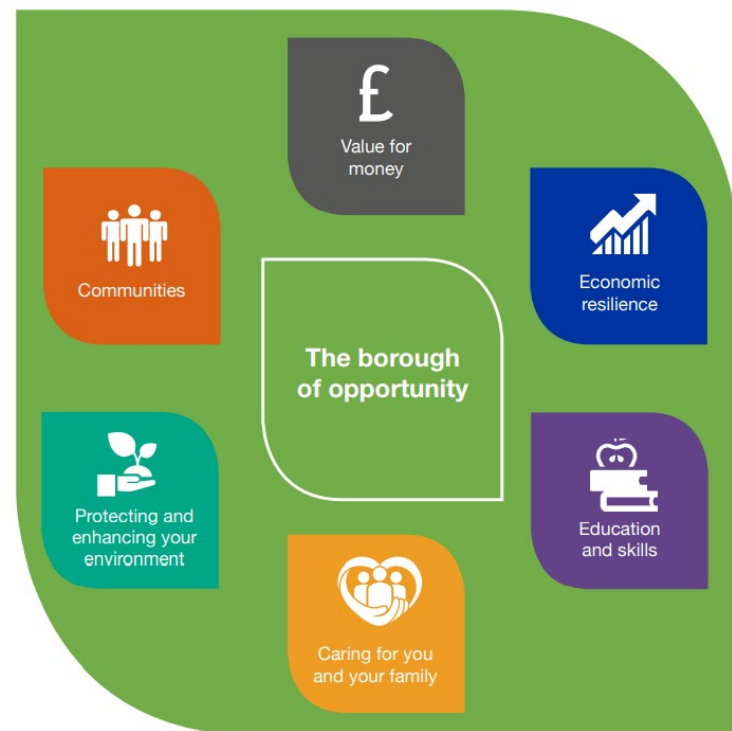 £
Value for
money
Communities
Economic
resilience
The borough
of opportunity
Protecting and
enhancing your
environment
Education
and skills
Caring for you
and your family